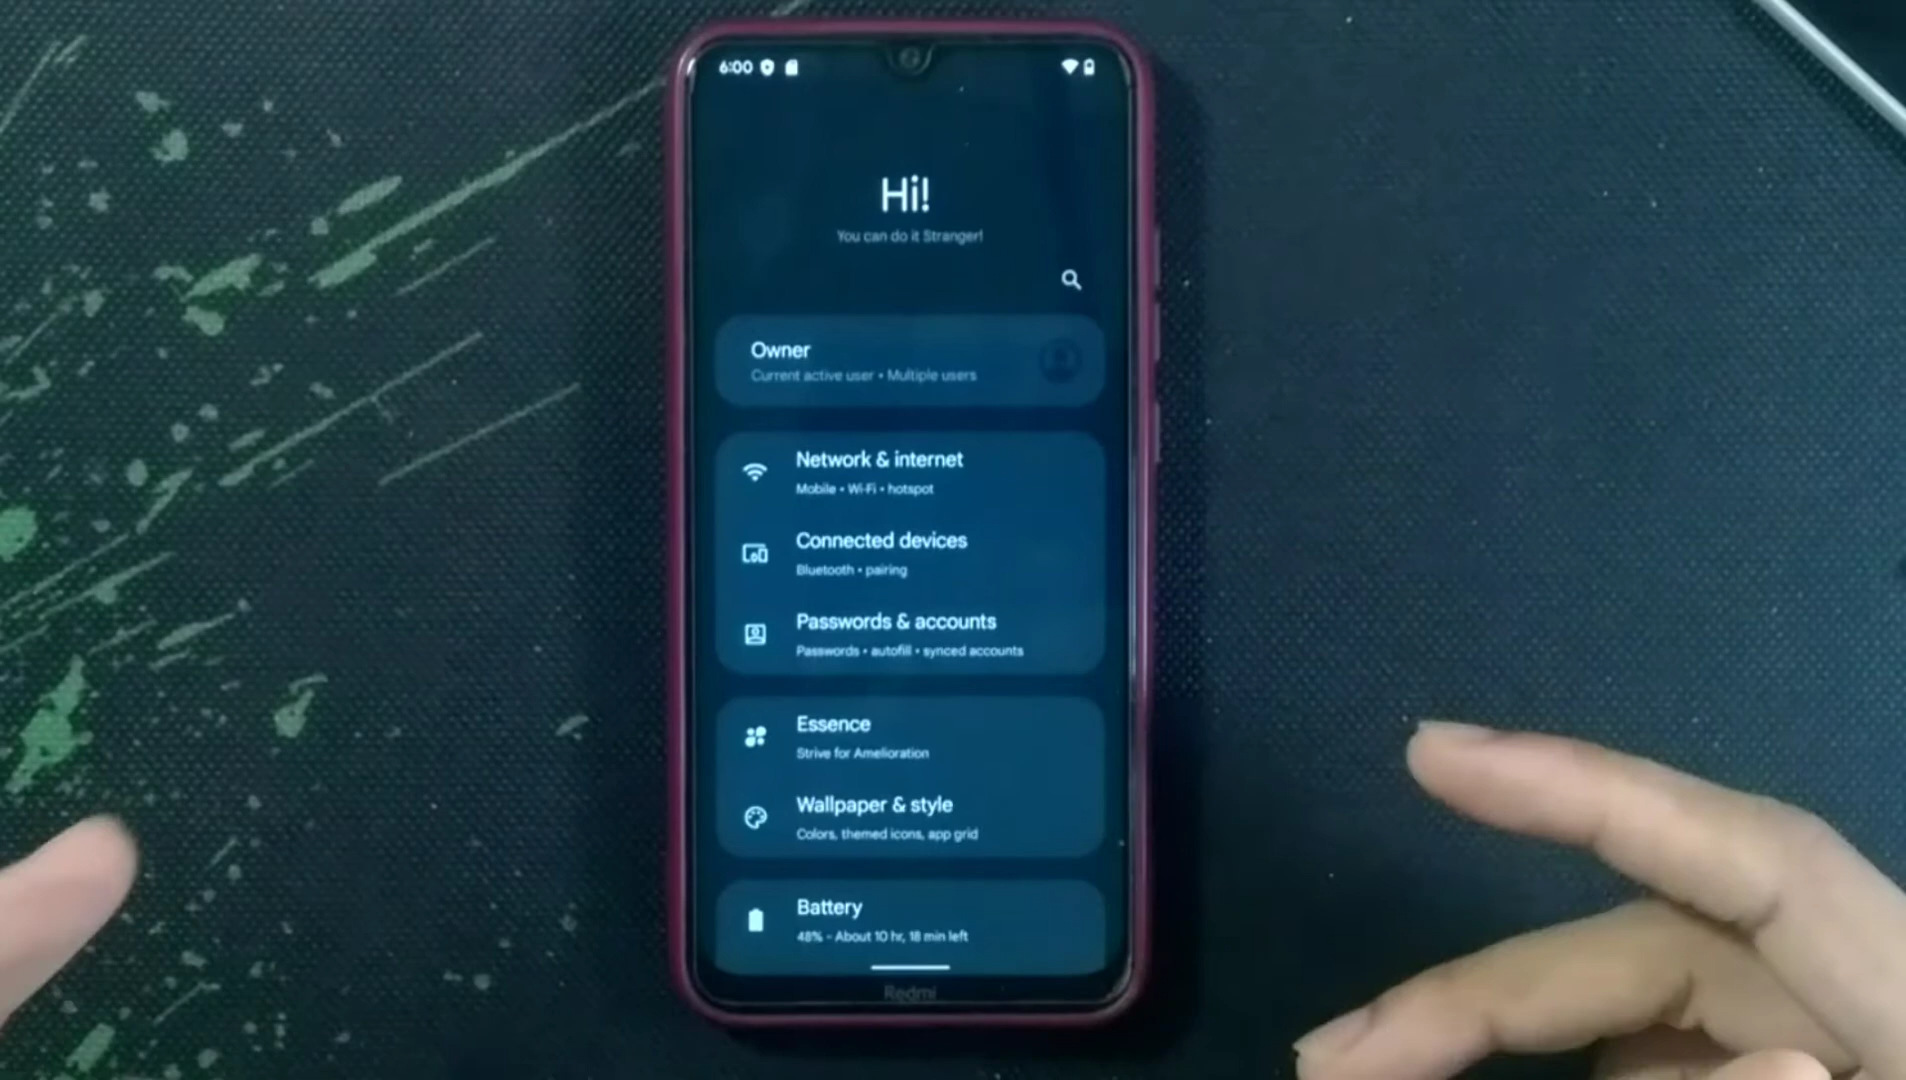 6:00
Hi!
You can do it Stranger!
Owner
Current active user • Multiple users
Network & internet
Mobile • Wi-Fi • hotspot
Connected devices
Bluetooth • pairing
Passwords & accounts
Passwords • autofill • synced accounts
Essence
Strive for Amelioration
Wallpaper & style
Colors, themed icons, app grid
Battery
48% - About 10 hr, 18 min left
Redmi